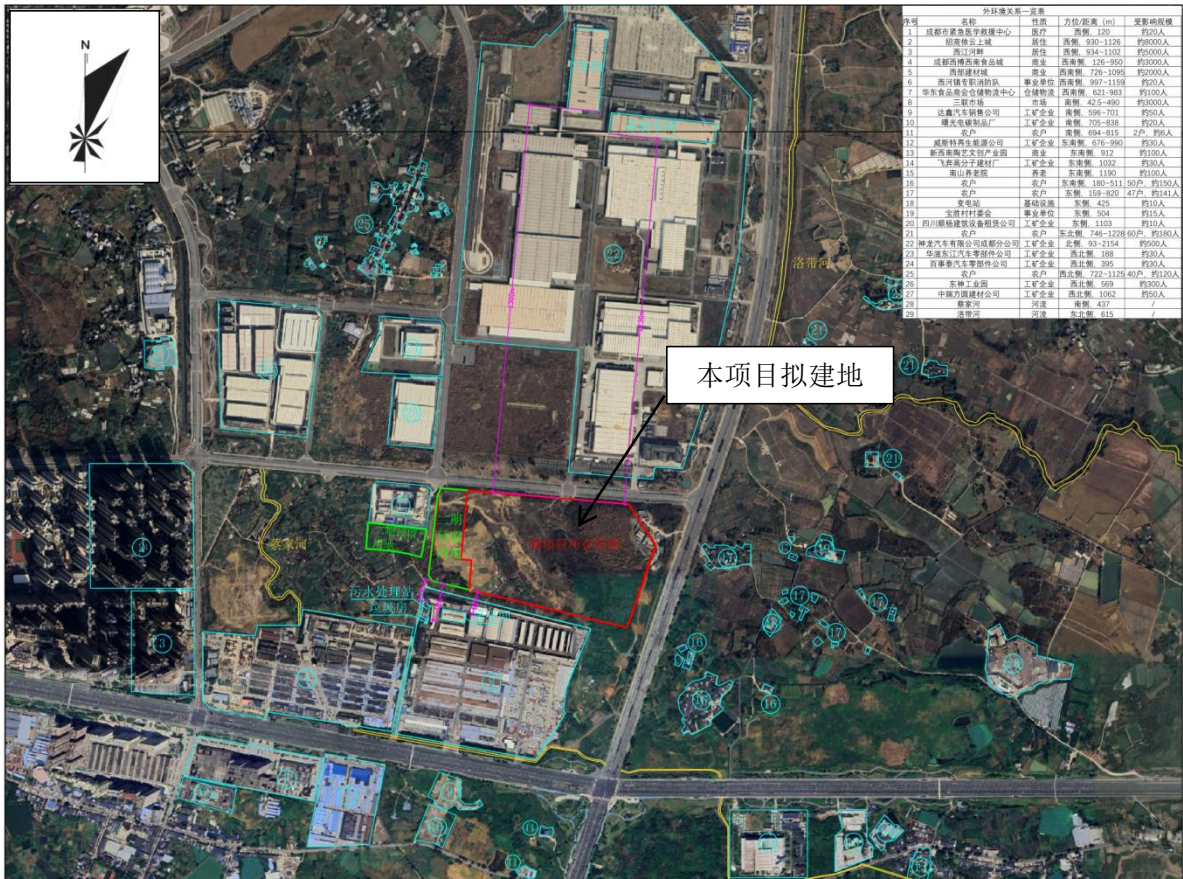 N
外环境关系一览表
序号 名称 性质 方位/距离（m） 受影响规模
1 成都市紧急医学救援中心 医疗 西侧，120 约20人
2 招商依云上城 居住 西侧，930-1126 约8000人
3 西江河畔 居住 西侧，934-1102 约5000人
4 成都西博西南食品城 商业 西南侧，126-950 约3000人
5 西部建材城 商业 西南侧，726-1095 约2000人
6 西河镇专职消防队 事业单位 西南侧，997-1159 约20人
7 华东食品商会仓储物流中心 仓储物流 西南侧，621-983 约100人
8 三联市场 市场 南侧，42.5-490 约3000人
9 达鑫汽车销售公司 工矿企业 南侧，596-701 约50人
10 曙光电碳制品厂 工矿企业 南侧，705-838 约20人
11 农户 农户 南侧，694-815 2户，约6人
12 威斯特再生能源公司 工矿企业 东南侧，676-990 约30人
13 新西南陶艺文创产业园 商业 东南侧，912 约100人
14 飞奔高分子建材厂 工矿企业 东南侧，1032 约30人
15 南山养老院 养老 东南侧，1190 约100人
16 农户 农户 东南侧，180-511 50户，约150人
17 农户 农户 东侧，159-820 47户，约141人
18 变电站 基础设施 东侧，425 约10人
19 宝胜村村委会 事业单位 东侧，504 约15人
20 四川顺杨建筑设备租赁公司 工矿企业 东侧，1103 约10人
21 农户 农户 东北侧，746-1228 60户，约180人
22 神龙汽车有限公司成都分公司 工矿企业 北侧，93-2154 约500人
23 华滋东江汽车零部件公司 工矿企业 西北侧，188 约30人
24 百事泰汽车零部件公司 工矿企业 西北侧，395 约30人
25 农户 农户 西北侧，722-1125 40户，约120人
26 东神工业园 工矿企业 西北侧，569 约300人
27 中瑞方圆建材公司 工矿企业 西北侧，1062 约50人
28 蔡家河 河流 南侧，437 /
29 洛带河 河流 东北侧，615 /
25
22
洛带河
21
21
本项目拟建地
23
21
二期
蔡家河
污水处理站
垃圾房
3
17
17
17
17
16
16
16
11